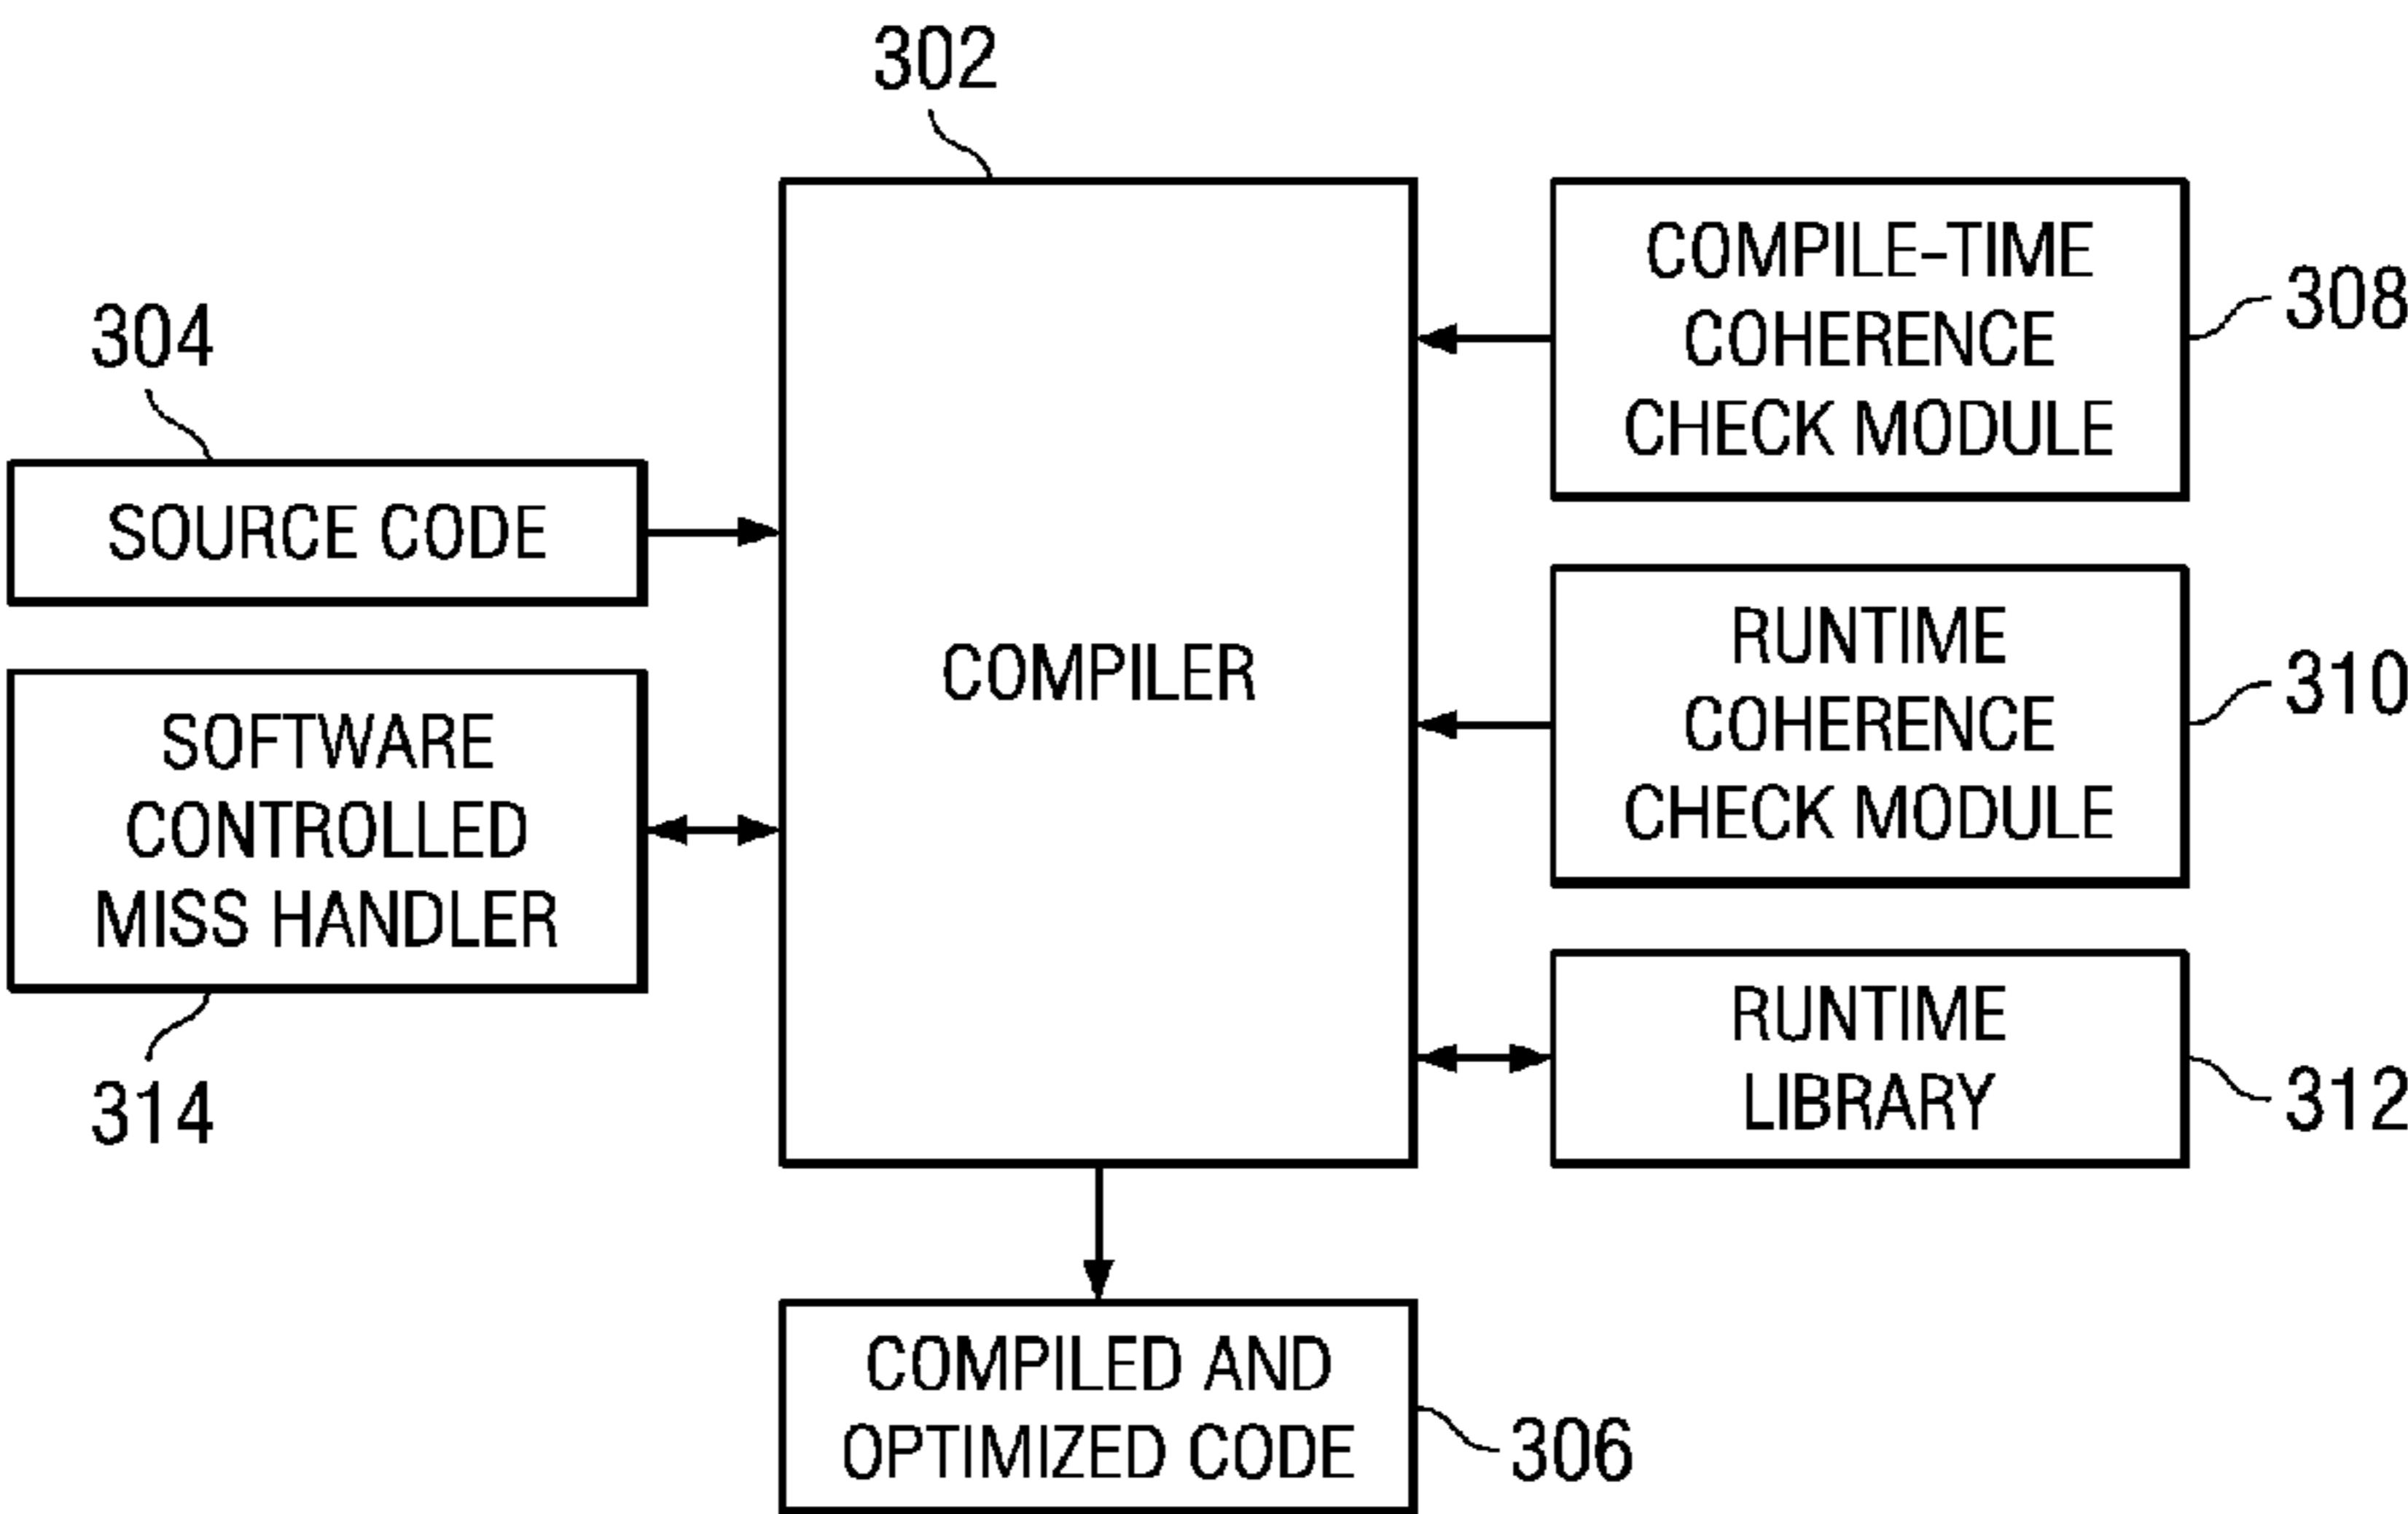 302
304
SOURCE CODE
SOFTWARE
CONTROLLED
MISS HANDLER
314
COMPILER
COMPILE-TIME
COHERENCE
CHECK MODULE
308
RUNTIME
COHERENCE
CHECK MODULE
310
RUNTIME
LIBRARY
312
COMPILED AND
OPTIMIZED CODE
306